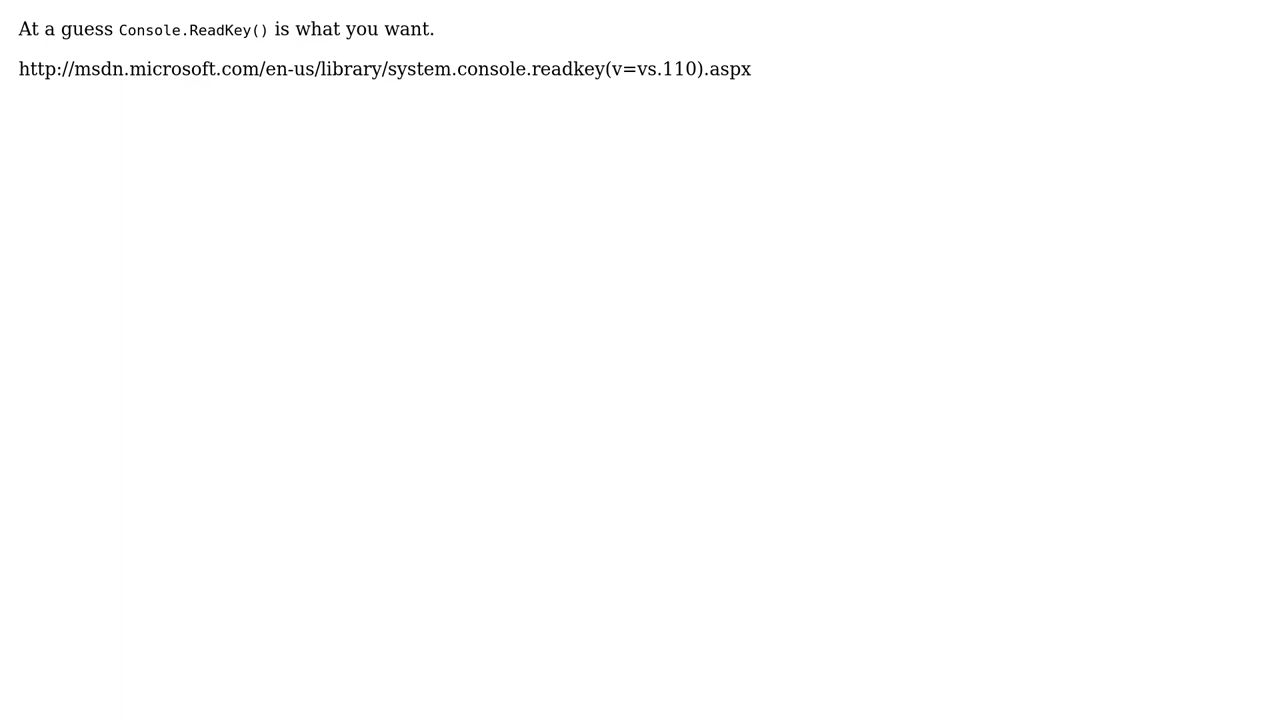 At a guess Console.ReadKey() is what you want.
http://msdn.microsoft.com/en-us/library/system.console.readkey(v=vs.110).aspx